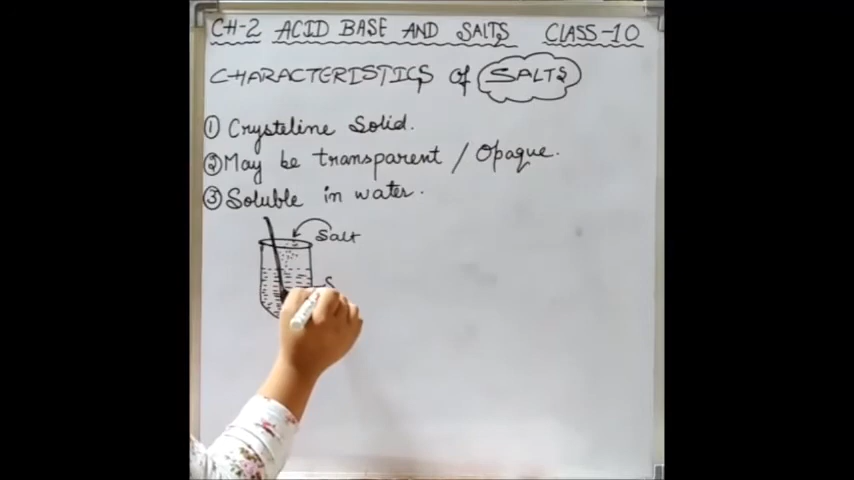 CH-2 ACID BASE AND SALTS CLASS-10
CHARACTERISTICS of SALTS
① Crysteline Solid.
② May be transparent / Opaque.
③ Soluble in water.
Salt
S